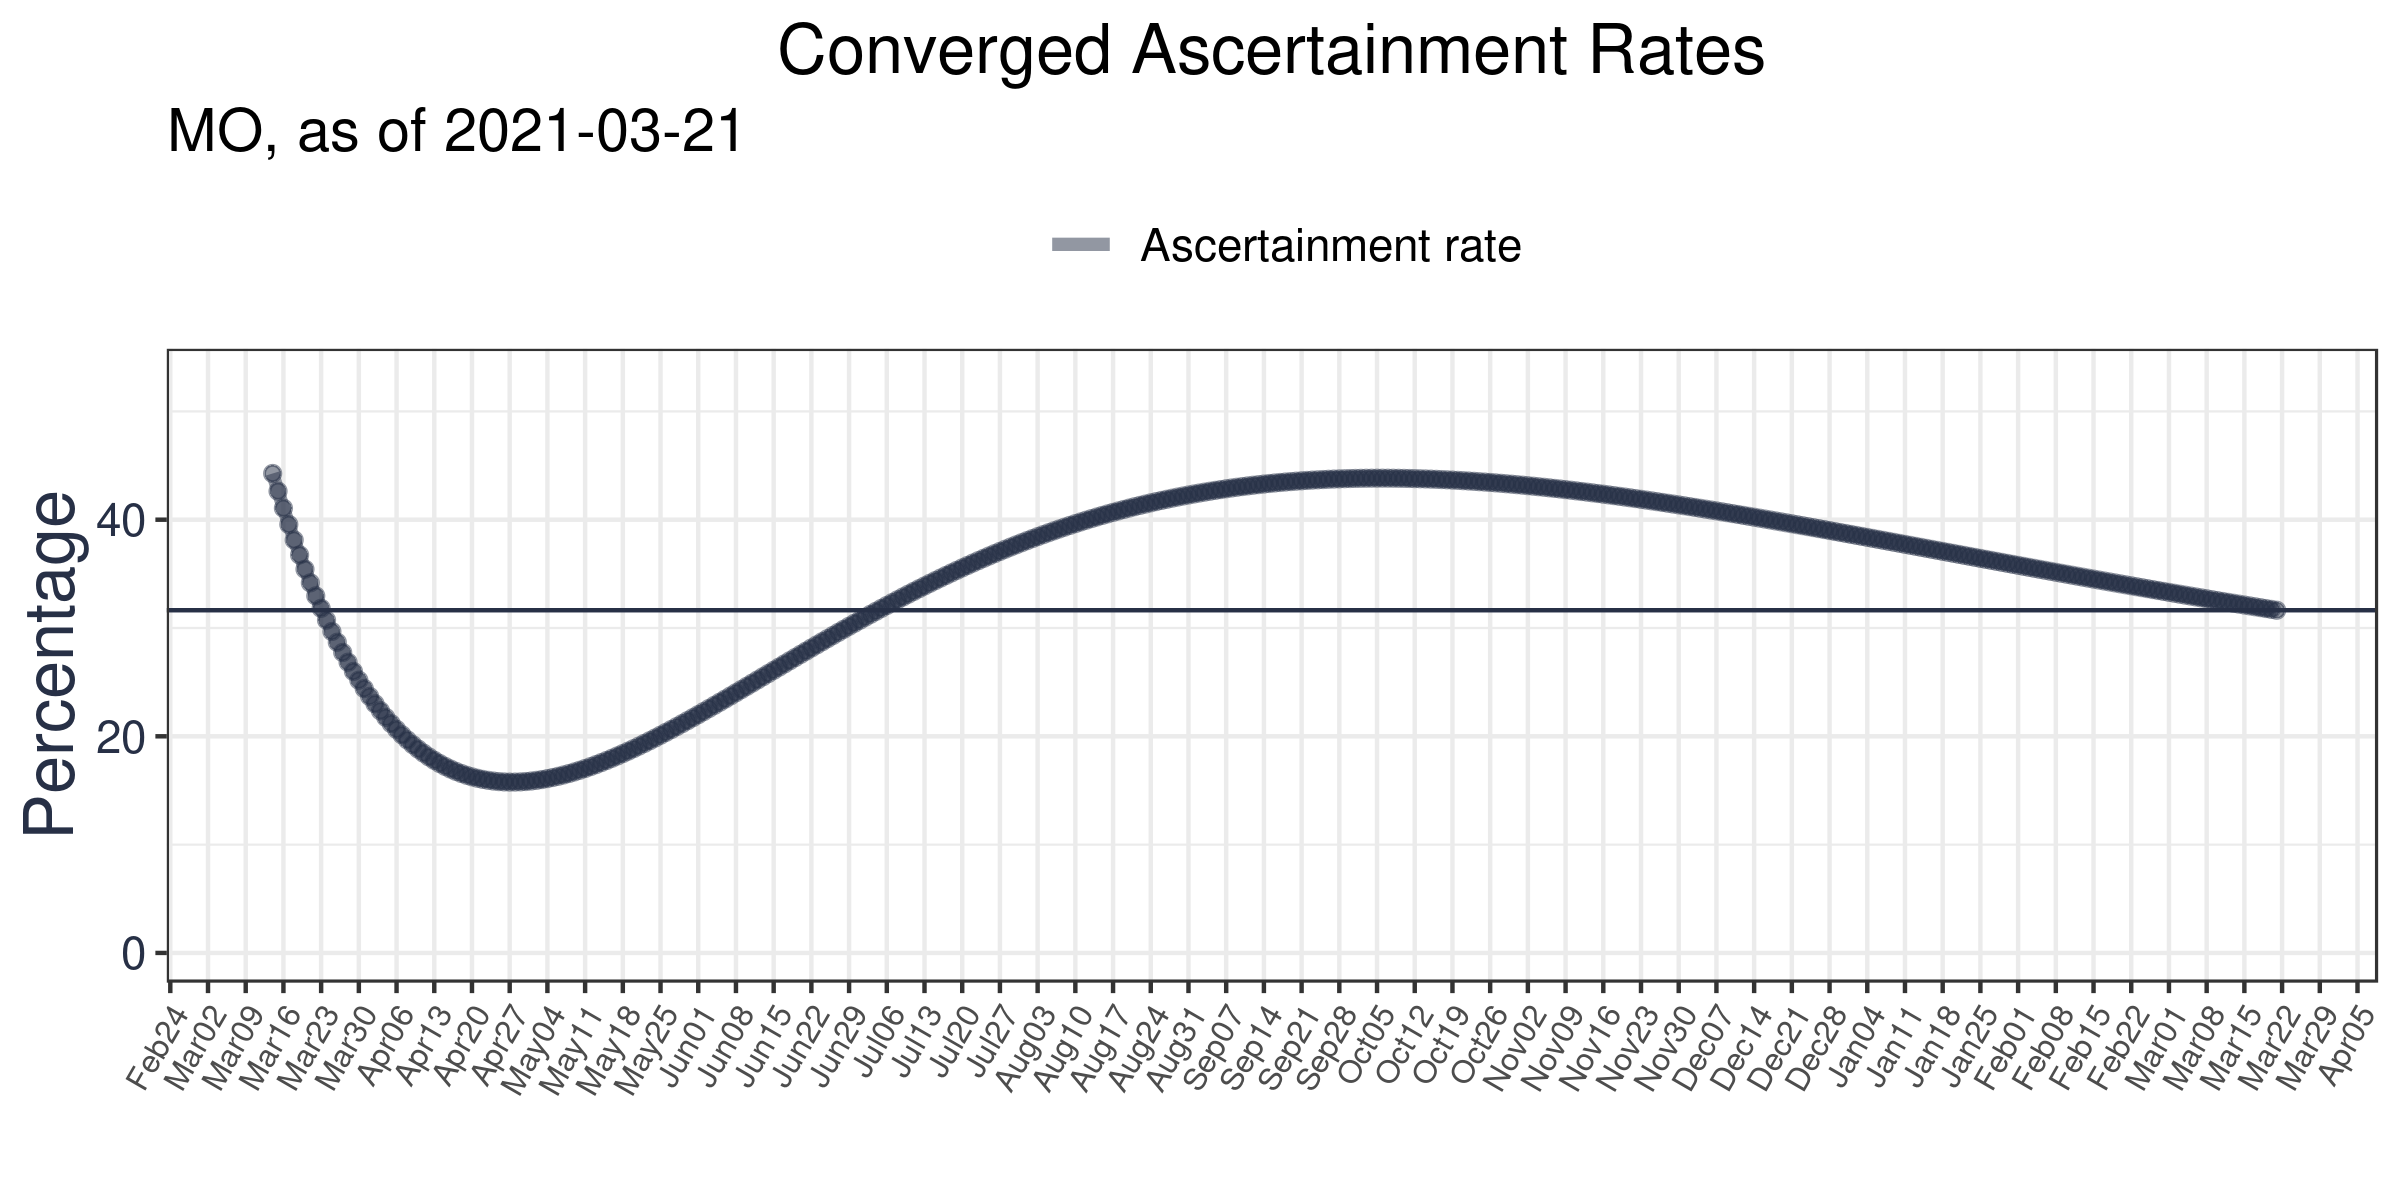 Converged Ascertainment Rates
MO, as of 2021-03-21
Ascertainment rate
Percentage
40
20
0
Feb24 Mar02 Mar09 Mar16 Mar23 Mar30 Apr06 Apr13 Apr20 Apr27 May04 May11 May18 May25 Jun01 Jun08 Jun15 Jun22 Jun29 Jul06 Jul13 Jul20 Jul27 Aug03 Aug10 Aug17 Aug24 Aug31 Sep07 Sep14 Sep21 Sep28 Oct05 Oct12 Oct19 Oct26 Nov02 Nov09 Nov16 Nov23 Nov30 Dec07 Dec14 Dec21 Dec28 Jan04 Jan11 Jan18 Jan25 Feb01 Feb08 Feb15 Feb22 Mar01 Mar08 Mar15 Mar22 Mar29 Apr05